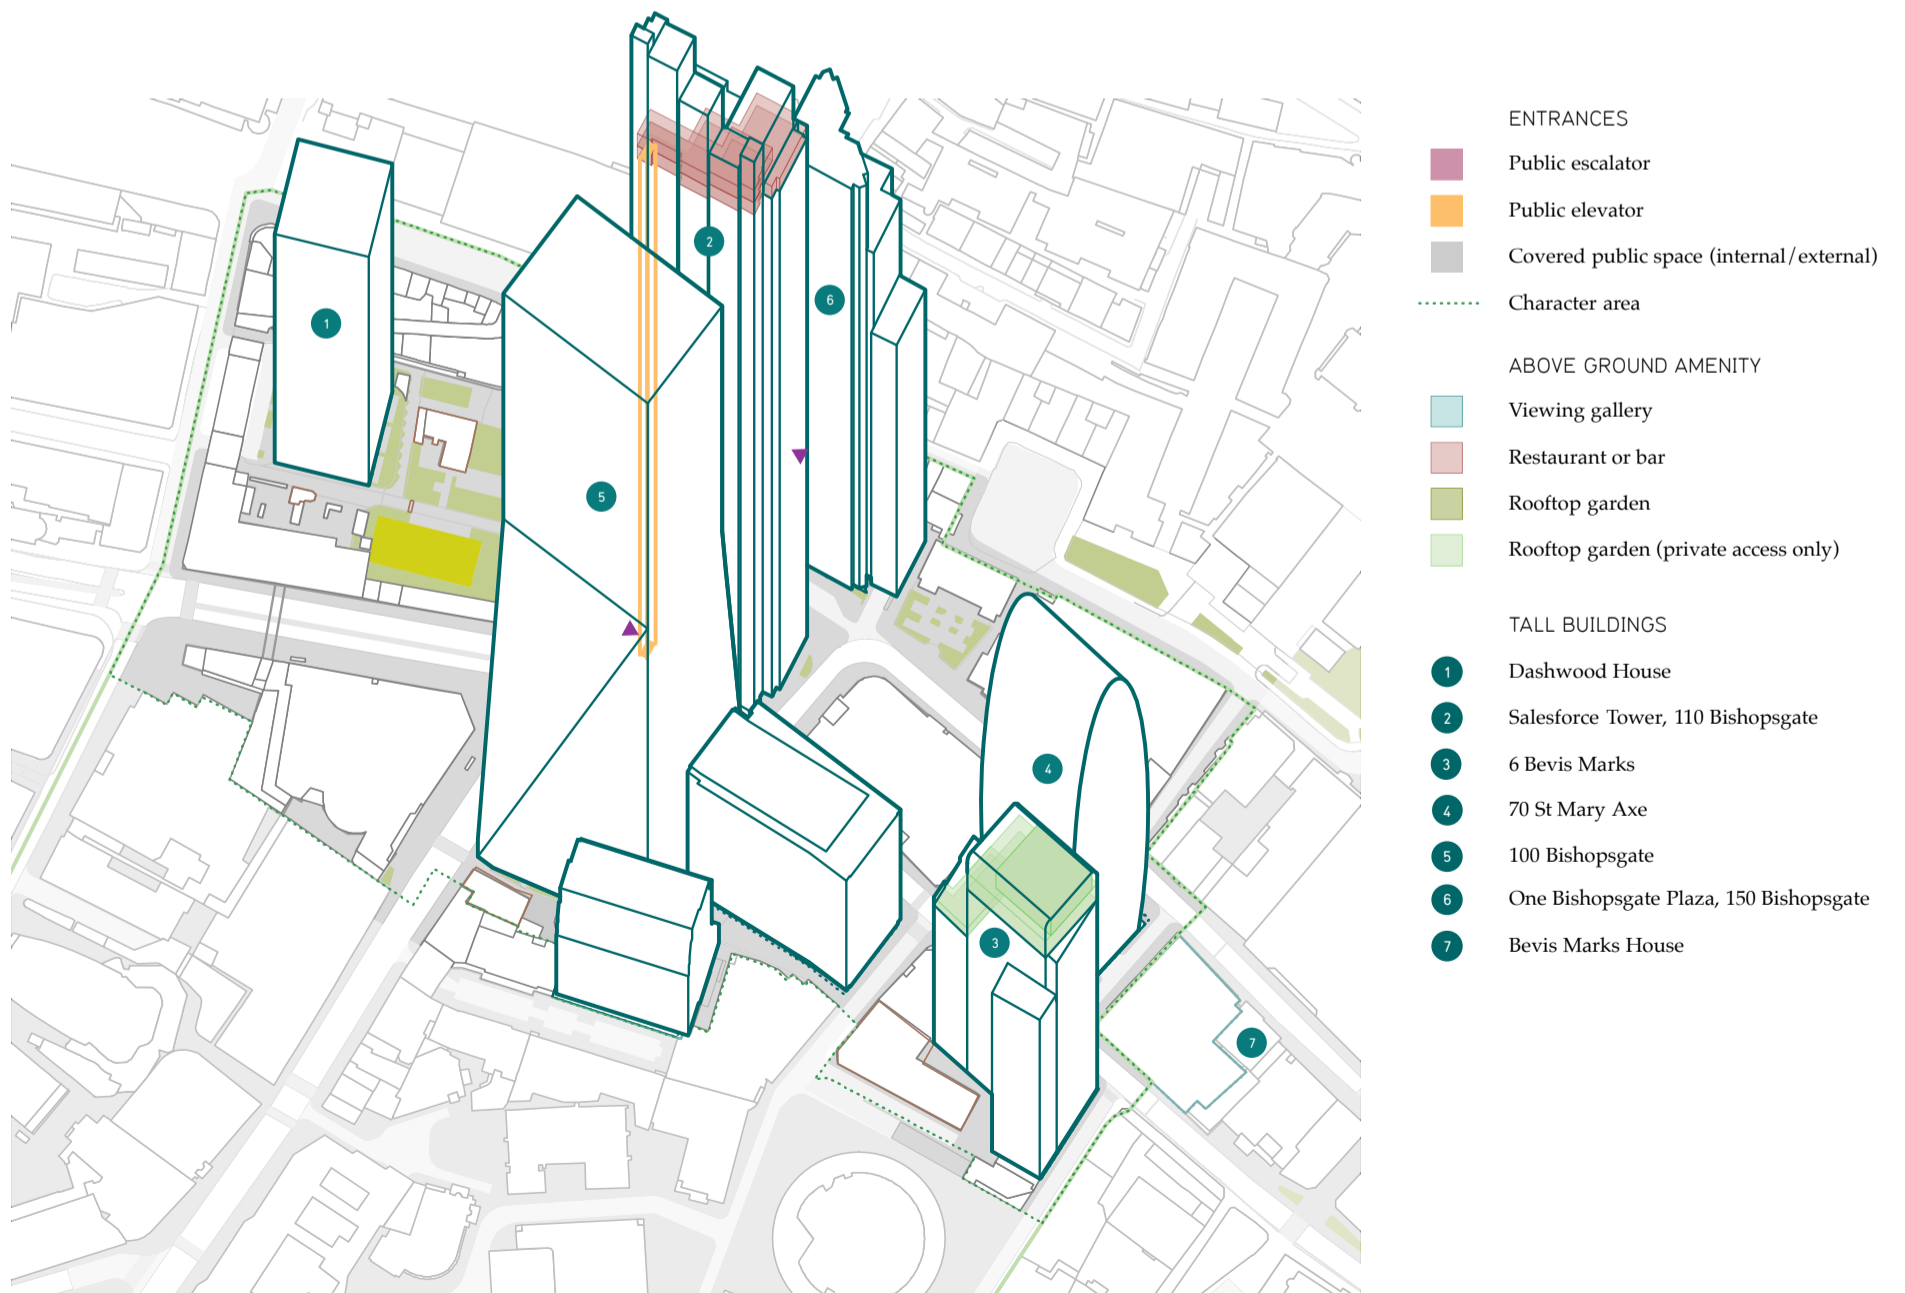 1
2
6
5
4
3
7
ENTRANCES
Public escalator
Public elevator
Covered public space (internal/external)
Character area
ABOVE GROUND AMENITY
Viewing gallery
Restaurant or bar
Rooftop garden
Rooftop garden (private access only)
TALL BUILDINGS
1 Dashwood House
2 Salesforce Tower, 110 Bishopsgate
3 6 Bevis Marks
4 70 St Mary Axe
5 100 Bishopsgate
6 One Bishopsgate Plaza, 150 Bishopsgate
7 Bevis Marks House